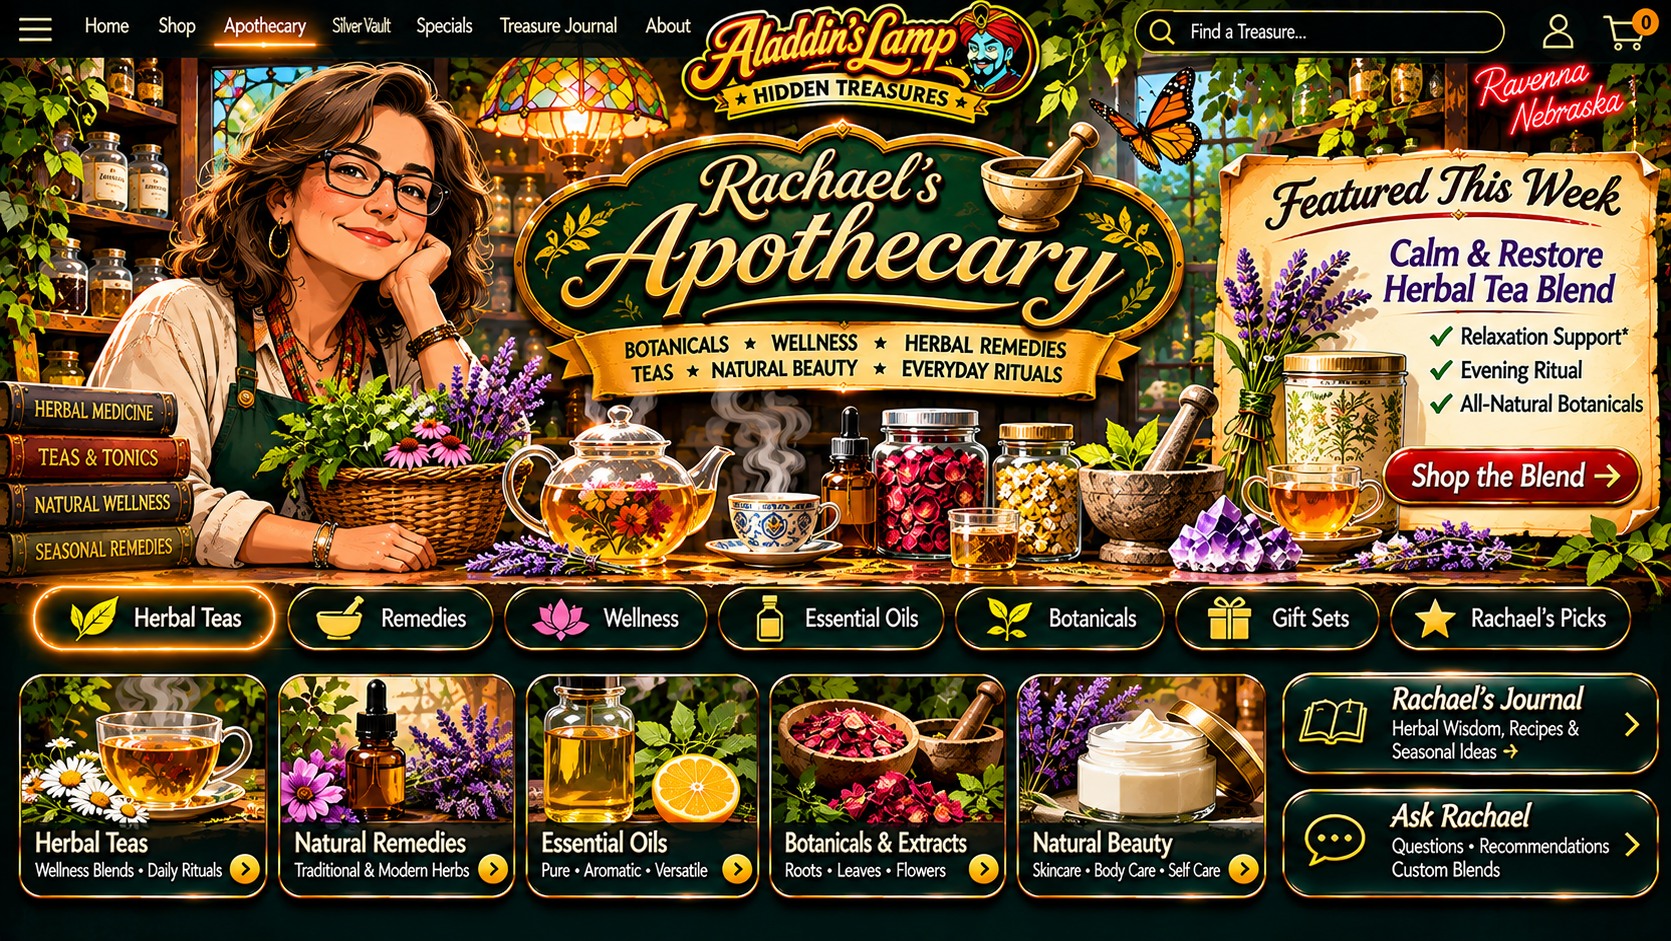 Home Shop Apothecary Silver Vault Specials Treasure Journal About
Aladdin's Lamp
★ HIDDEN TREASURES ★
Find a Treasure...
0
Ravenna
Nebraska
Rachael's
Apothecary
BOTANICALS ★ WELLNESS ★ HERBAL REMEDIES
TEAS ★ NATURAL BEAUTY ★ EVERYDAY RITUALS
Featured This Week
Calm & Restore
Herbal Tea Blend
✓ Relaxation Support*
✓ Evening Ritual
✓ All-Natural Botanicals
Shop the Blend →
HERBAL MEDICINE
TEAS & TONICS
NATURAL WELLNESS
SEASONAL REMEDIES
Herbal Teas
Remedies
Wellness
Essential Oils
Botanicals
Gift Sets
Rachael's Picks
Herbal Teas
Wellness Blends • Daily Rituals
Natural Remedies
Traditional & Modern Herbs
Essential Oils
Pure • Aromatic • Versatile
Botanicals & Extracts
Roots • Leaves • Flowers
Natural Beauty
Skincare • Body Care • Self Care
Rachael's Journal
Herbal Wisdom, Recipes &
Seasonal Ideas →
Ask Rachael
Questions • Recommendations
Custom Blends